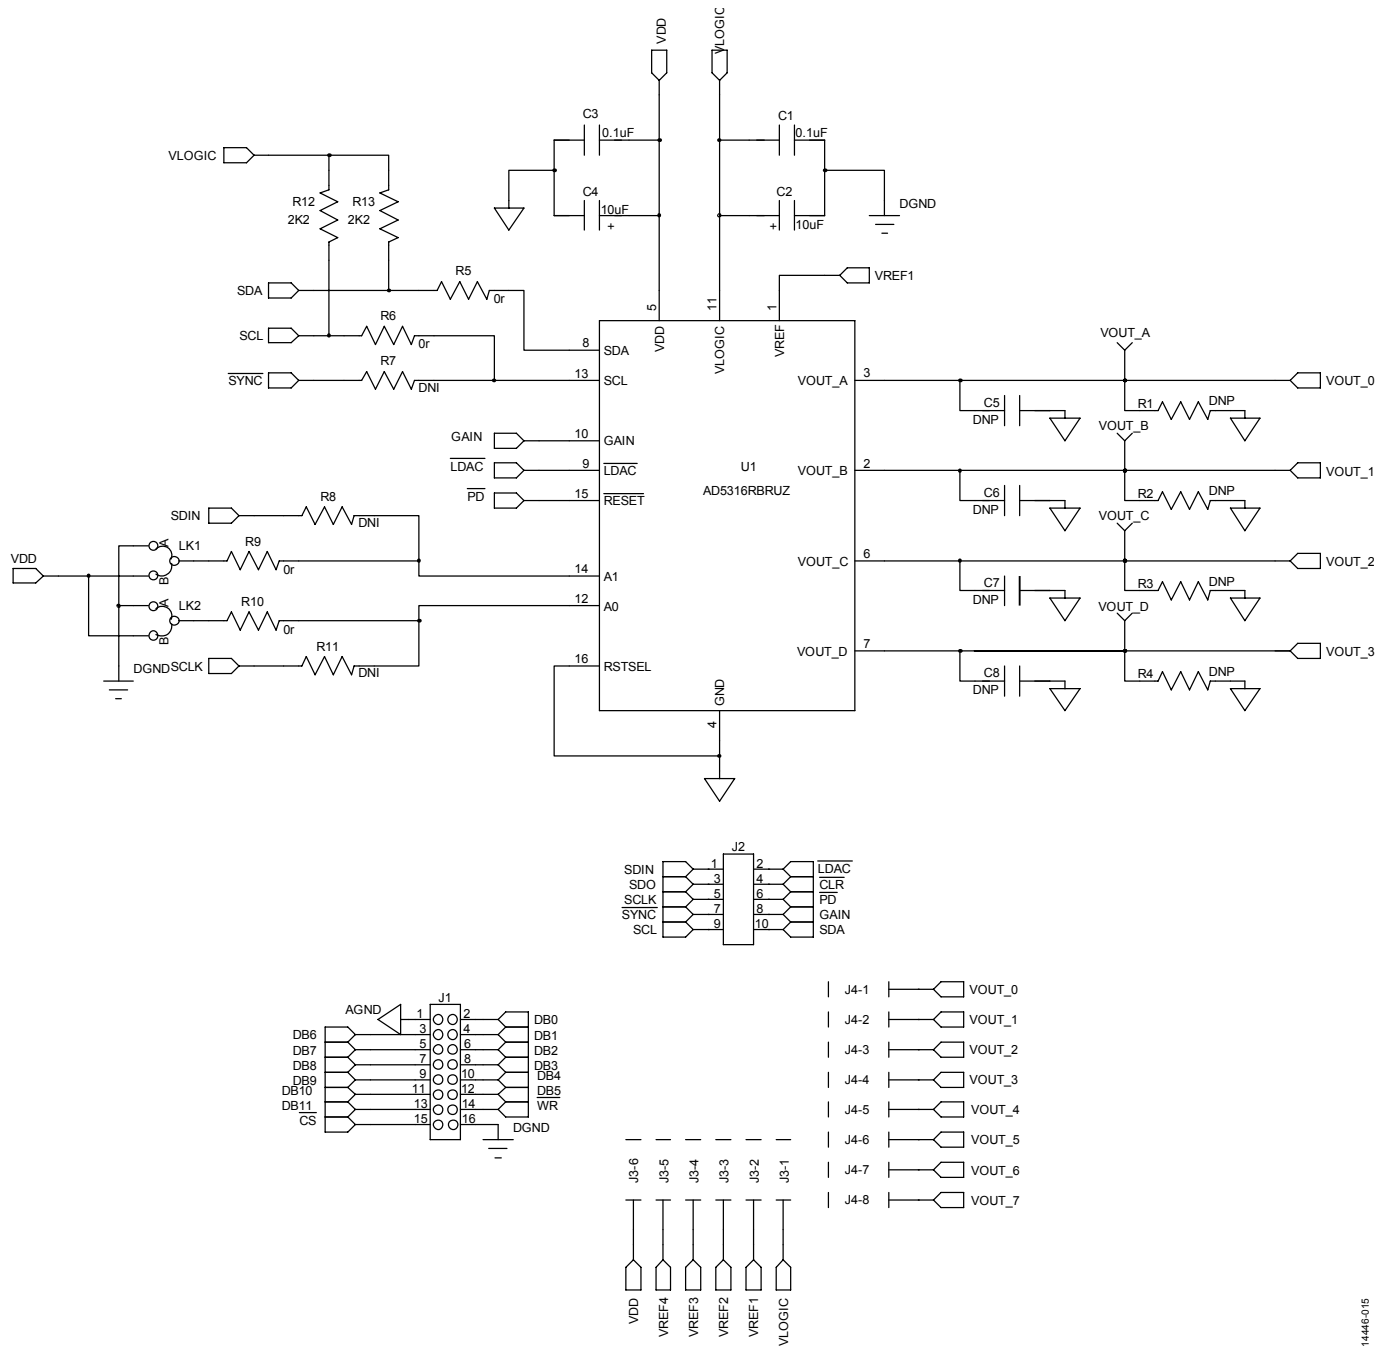 VDD
VLOGIC
C3
0.1uF
C1
0.1uF
VLOGIC
R12
2K2
R13
2K2
C4
10uF
+
C2
10uF
+
DGND
VREF1
SDA
R5
0r
SCL
R6
0r
SYNC
R7
DNI
5
VDD
11
VLOGIC
1
VREF
8
SDA
13
SCL
GAIN
10
GAIN
LDAC
9
LDAC
PD
15
RESET
U1
AD5316RBRUZ
SDIN
R8
DNI
VDD
A
B
LK1
R9
0r
14
A1
A
B
LK2
R10
0r
12
A0
DGND
SCLK
R11
DNI
16
RSTSEL
GND
4
VOUT_A
3
VOUT_A
VOUT_0
C5
DNP
R1
DNP
VOUT_B
VOUT_B
2
VOUT_1
C6
DNP
R2
DNP
VOUT_C
VOUT_C
6
VOUT_2
C7
DNP
R3
DNP
VOUT_D
VOUT_D
7
VOUT_3
C8
DNP
R4
DNP
J2
SDIN 1 2 LDAC
SDO 3 4 CLR
SCLK 5 6 PD
SYNC 7 8 GAIN
SCL 9 10 SDA
J1
AGND 1 2 DB0
DB6 3 4 DB1
DB7 5 6 DB2
DB8 7 8 DB3
DB9 9 10 DB4
DB10 11 12 DB5
DB11 13 14 WR
CS 15 16 DGND
J4-1 VOUT_0
J4-2 VOUT_1
J4-3 VOUT_2
J4-4 VOUT_3
J4-5 VOUT_4
J4-6 VOUT_5
J4-7 VOUT_6
J4-8 VOUT_7
J3-6 VDD
J3-5 VREF4
J3-4 VREF3
J3-3 VREF2
J3-2 VREF1
J3-1 VLOGIC
14446-015